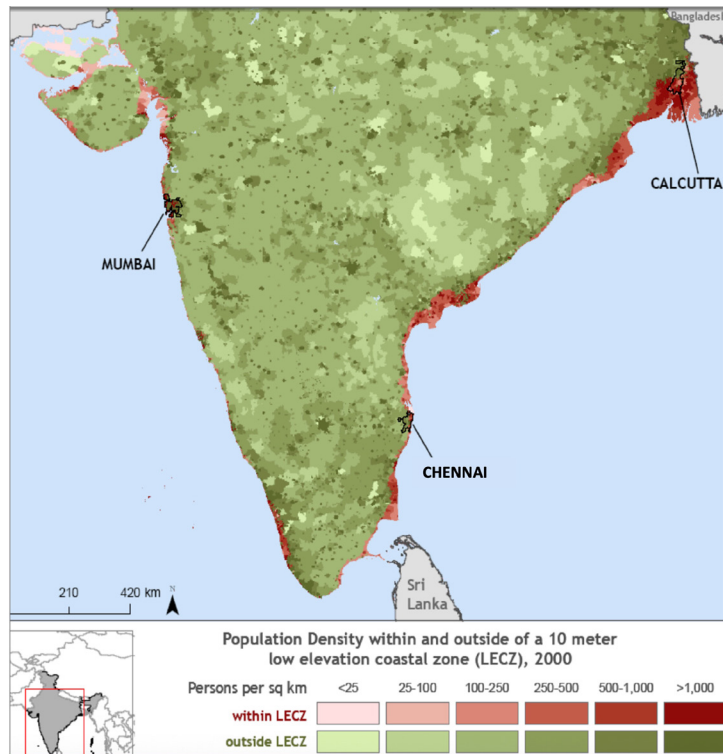 Bangladesh
CALCUTTA
MUMBAI
CHENNAI
Sri
Lanka
210 420 km
N
Population Density within and outside of a 10 meter
low elevation coastal zone (LECZ), 2000
Persons per sq km <25 25-100 100-250 250-500 500-1,000 >1,000
within LECZ
outside LECZ